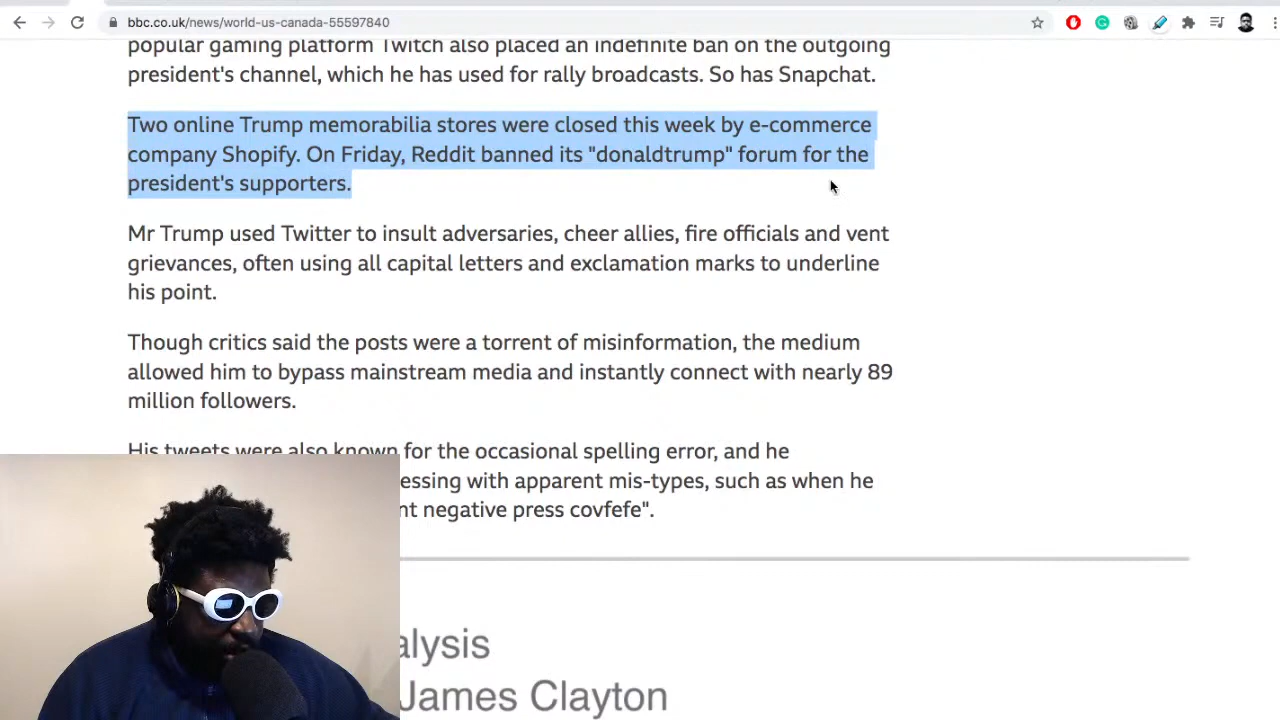 bbc.co.uk/news/world-us-canada-55597840
popular gaming platform Twitch also placed an indefinite ban on the outgoing
president's channel, which he has used for rally broadcasts. So has Snapchat.
Two online Trump memorabilia stores were closed this week by e-commerce
company Shopify. On Friday, Reddit banned its "donaldtrump" forum for the
president's supporters.
Mr Trump used Twitter to insult adversaries, cheer allies, fire officials and vent
grievances, often using all capital letters and exclamation marks to underline
his point.
Though critics said the posts were a torrent of misinformation, the medium
allowed him to bypass mainstream media and instantly connect with nearly 89
million followers.
His tweets were also known for the occasional spelling error, and he
essing with apparent mis-types, such as when he
nt negative press covfefe".
alysis
James Clayton